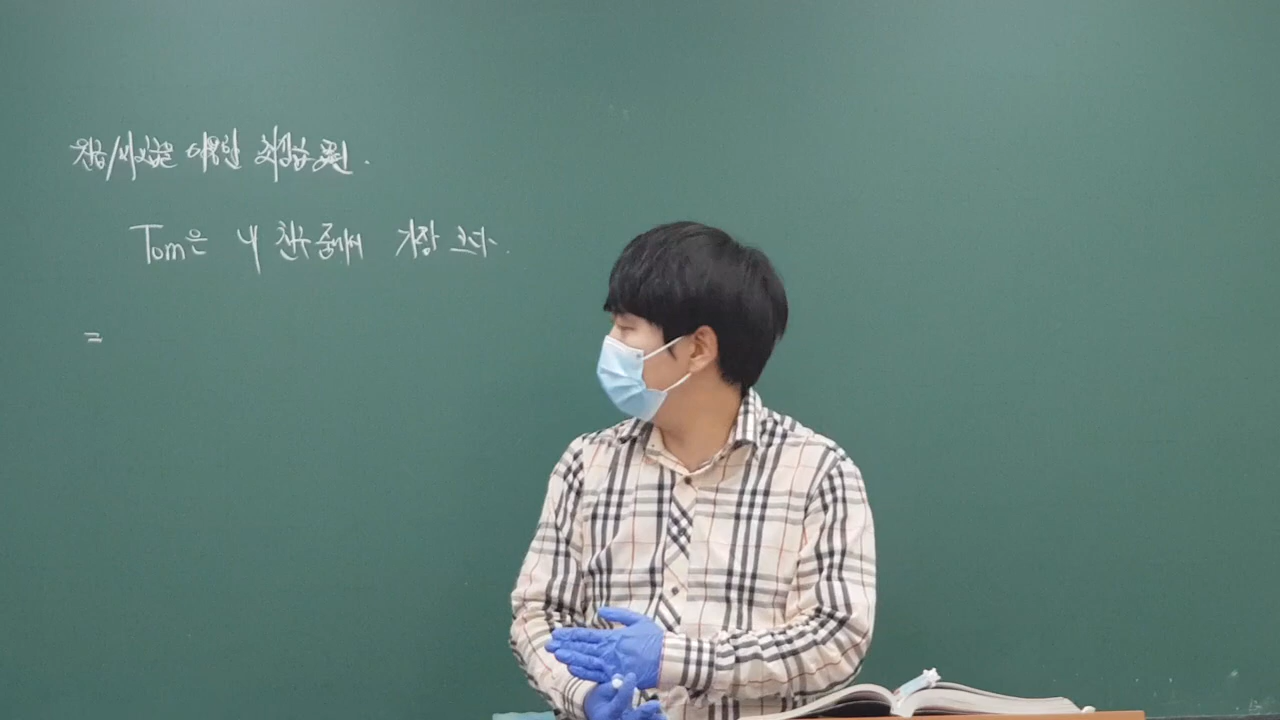 원급/비교급을 이용한 최상급 표현.
Tom은 내 친구 중에서 가장 크다.
=